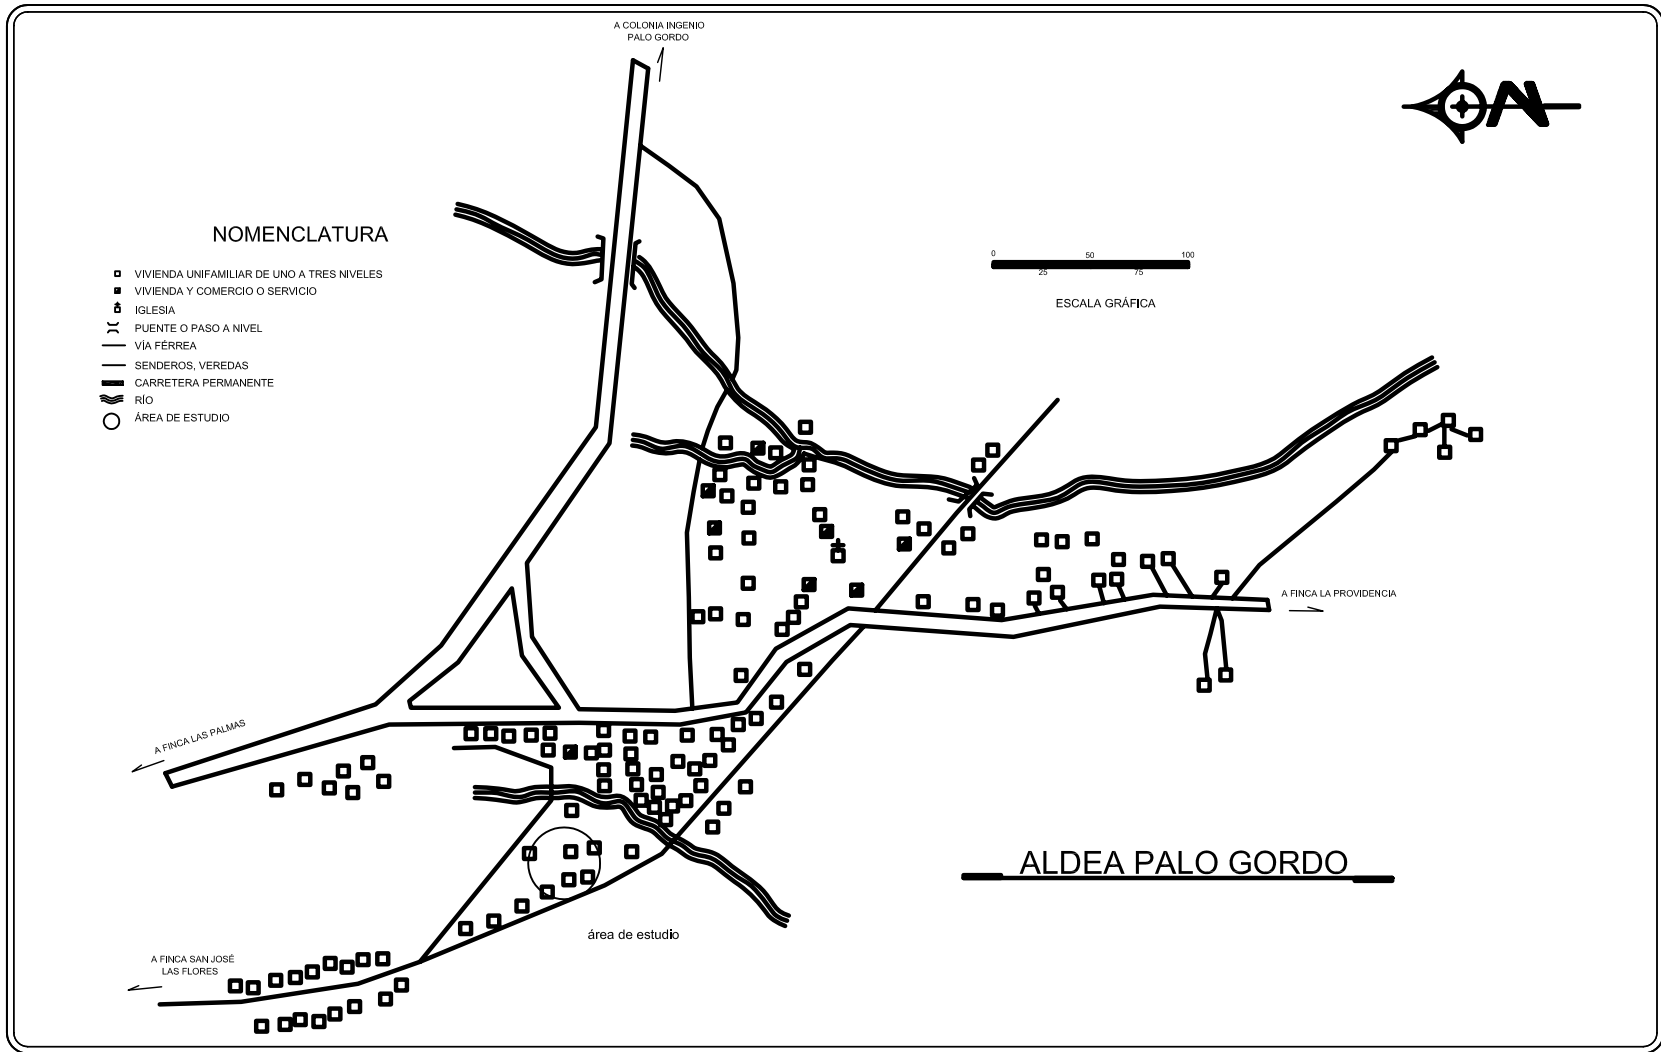 A COLONIA INGENIO
PALO GORDO
N
NOMENCLATURA
VIVIENDA UNIFAMILIAR DE UNO A TRES NIVELES
VIVIENDA Y COMERCIO O SERVICIO
IGLESIA
PUENTE O PASO A NIVEL
VÍA FÉRREA
SENDEROS, VEREDAS
CARRETERA PERMANENTE
RÍO
ÁREA DE ESTUDIO
0 50 100
25 75
ESCALA GRÁFICA
A FINCA LA PROVIDENCIA
A FINCA LAS PALMAS
ALDEA PALO GORDO
área de estudio
A FINCA SAN JOSÉ
LAS FLORES